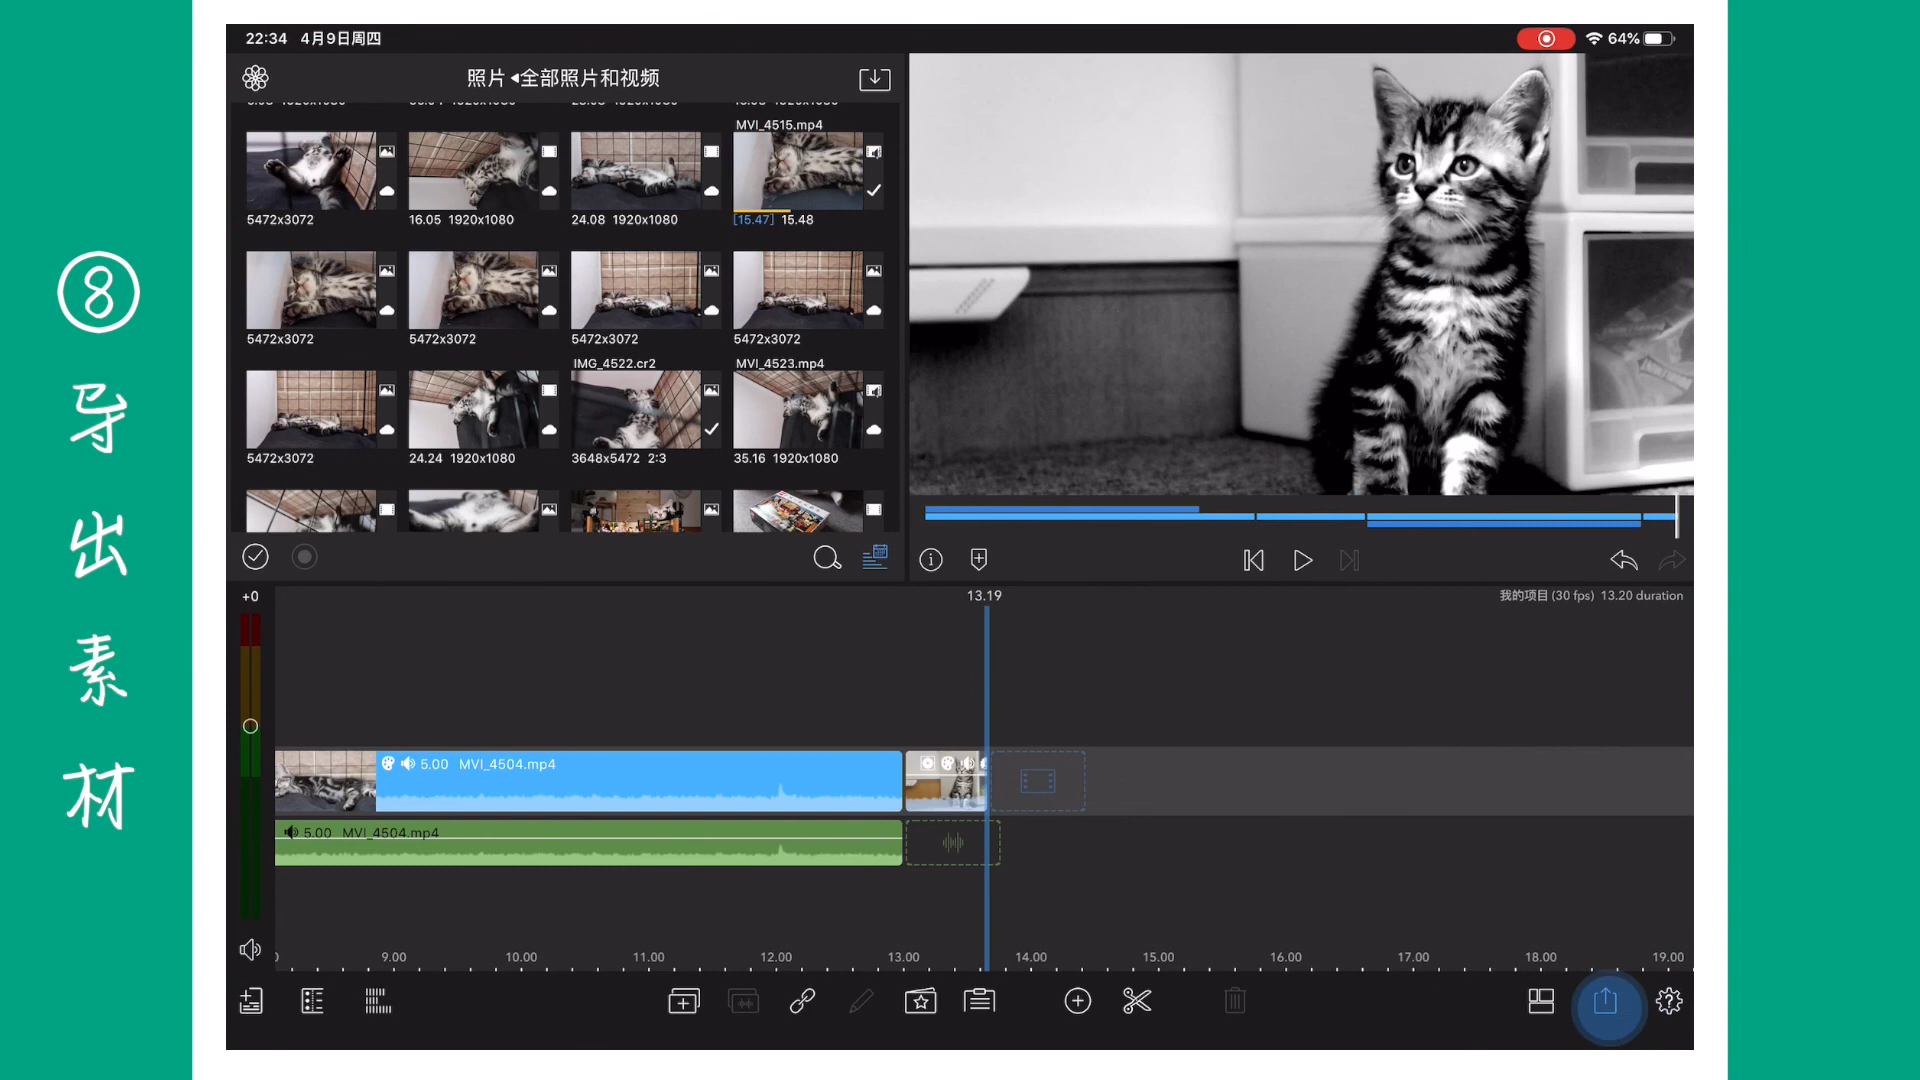 ⑧
导
出
素
材
22:34 4月9日周四
64%
照片 ◂全部照片和视频
MVI_4515.mp4
5472x3072
16.05 1920x1080
24.08 1920x1080
[15.47] 15.48
5472x3072
5472x3072
5472x3072
5472x3072
IMG_4522.cr2
MVI_4523.mp4
5472x3072
24.24 1920x1080
3648x5472 2:3
35.16 1920x1080
+0
13.19
我的项目 (30 fps) 13.20 duration
5.00 MVI_4504.mp4
5.00 MVI_4504.mp4
9.00 10.00 11.00 12.00 13.00 14.00 15.00 16.00 17.00 18.00 19.00